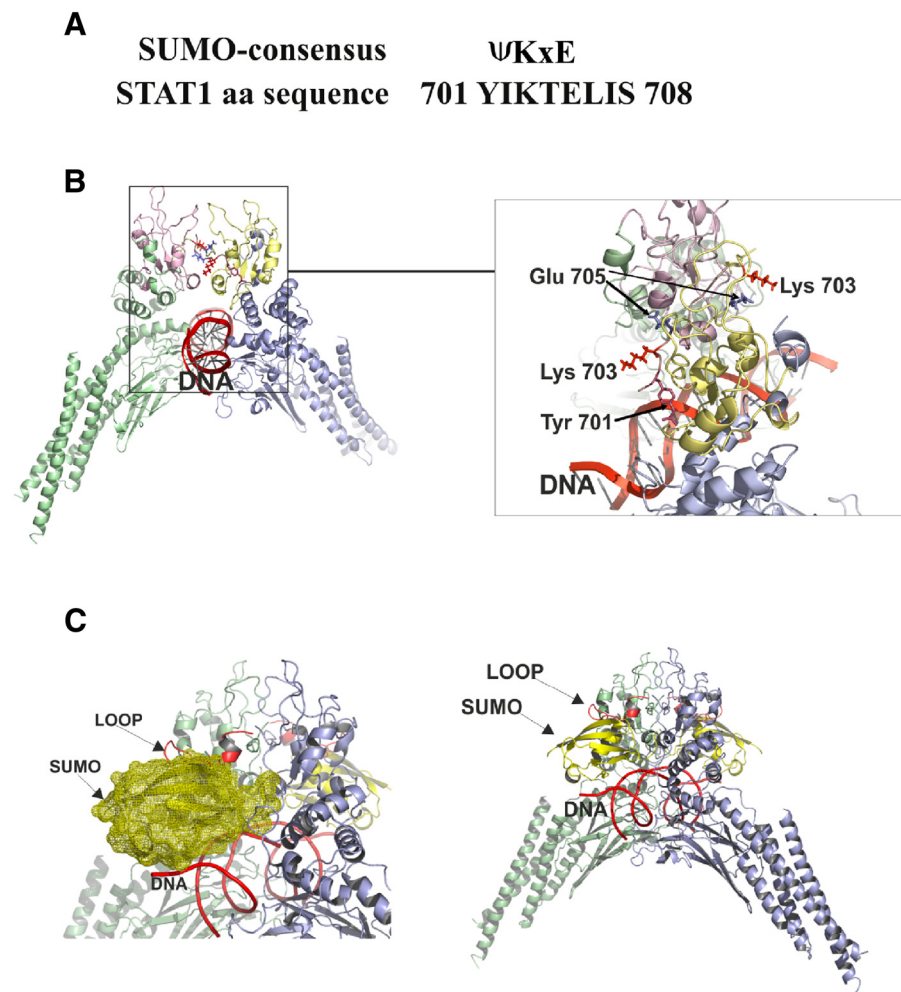 A
SUMO-consensus ΨKxE
STAT1 aa sequence 701 YIKTELIS 708
B
DNA
Glu 705
Lys 703
Lys 703
Tyr 701
DNA
C
LOOP
SUMO
DNA
LOOP
SUMO
DNA